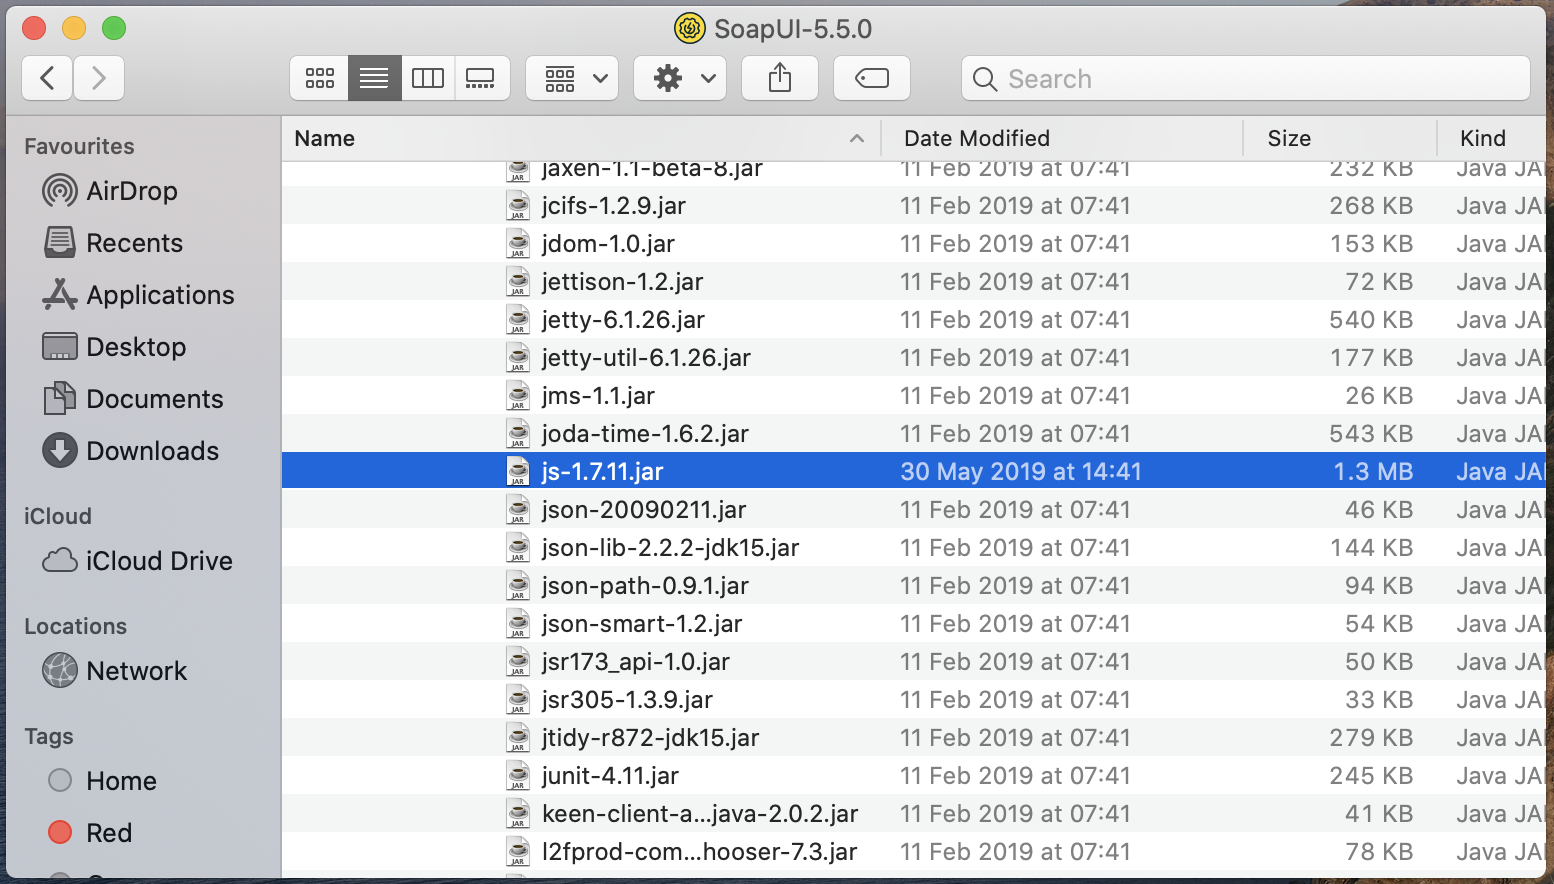 SoapUI-5.5.0
Search
Favourites
AirDrop
Recents
Applications
Desktop
Documents
Downloads
iCloud
iCloud Drive
Locations
Network
Tags
Home
Red
Name Date Modified Size Kind
jaxen-1.1-beta-8.jar 11 Feb 2019 at 07:41 232 KB Java JA
jcifs-1.2.9.jar 11 Feb 2019 at 07:41 268 KB Java JA
jdom-1.0.jar 11 Feb 2019 at 07:41 153 KB Java JA
jettison-1.2.jar 11 Feb 2019 at 07:41 72 KB Java JA
jetty-6.1.26.jar 11 Feb 2019 at 07:41 540 KB Java JA
jetty-util-6.1.26.jar 11 Feb 2019 at 07:41 177 KB Java JA
jms-1.1.jar 11 Feb 2019 at 07:41 26 KB Java JA
joda-time-1.6.2.jar 11 Feb 2019 at 07:41 543 KB Java JA
js-1.7.11.jar 30 May 2019 at 14:41 1.3 MB Java JA
json-20090211.jar 11 Feb 2019 at 07:41 46 KB Java JA
json-lib-2.2.2-jdk15.jar 11 Feb 2019 at 07:41 144 KB Java JA
json-path-0.9.1.jar 11 Feb 2019 at 07:41 94 KB Java JA
json-smart-1.2.jar 11 Feb 2019 at 07:41 54 KB Java JA
jsr173_api-1.0.jar 11 Feb 2019 at 07:41 50 KB Java JA
jsr305-1.3.9.jar 11 Feb 2019 at 07:41 33 KB Java JA
jtidy-r872-jdk15.jar 11 Feb 2019 at 07:41 279 KB Java JA
junit-4.11.jar 11 Feb 2019 at 07:41 245 KB Java JA
keen-client-a...java-2.0.2.jar 11 Feb 2019 at 07:41 41 KB Java JA
l2fprod-com...hooser-7.3.jar 11 Feb 2019 at 07:41 78 KB Java JA